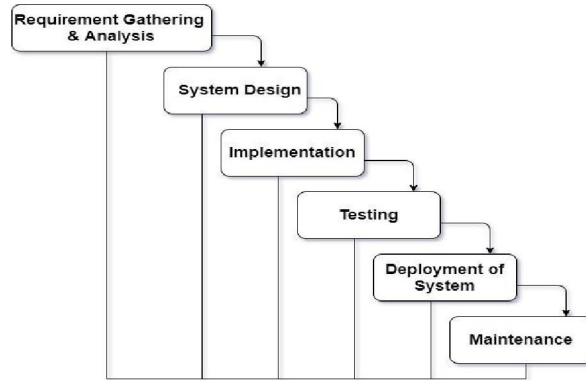 Requirement Gathering
& Analysis
System Design
Implementation
Testing
Deployment of
System
Maintenance